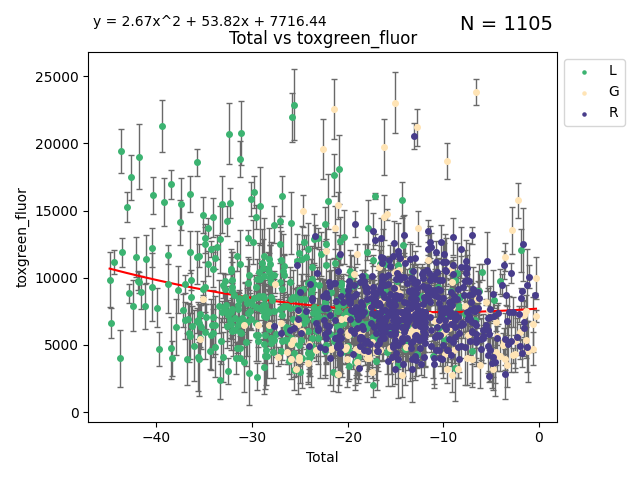 y = 2.67x^2 + 53.82x + 7716.44
N = 1105
Total vs toxgreen_fluor
25000
20000
15000
10000
5000
0
toxgreen_fluor
−40
−30
−20
−10
0
Total
L
G
R